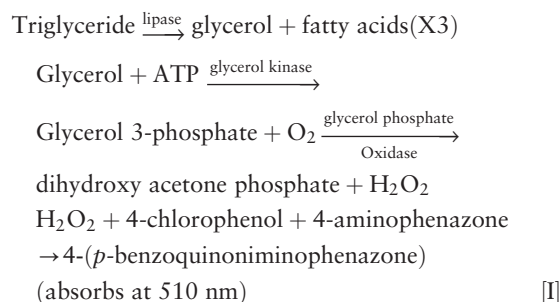 Triglyceride lipase → glycerol + fatty acids(X3)
Glycerol + ATP glycerol kinase →
Glycerol 3-phosphate + O₂ glycerol phosphate → Oxidase
dihydroxy acetone phosphate + H₂O₂
H₂O₂ + 4-chlorophenol + 4-aminophenazone
→ 4-(p-benzoquinoniminophenazone)
(absorbs at 510 nm) [I]